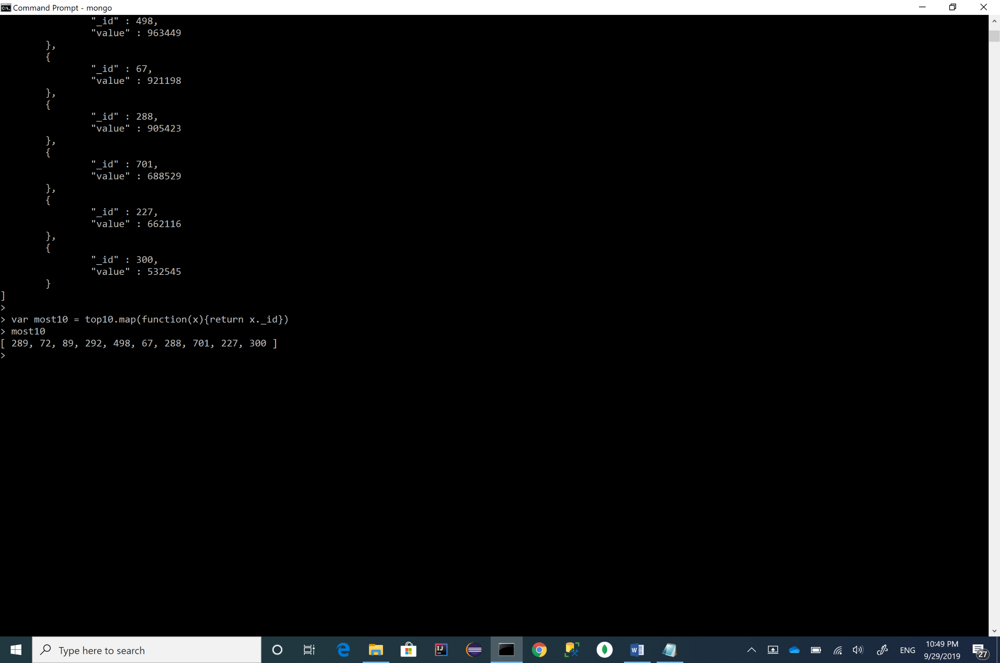 Command Prompt - mongo
"_id" : 498,
"value" : 963449
},
{
"_id" : 67,
"value" : 921198
},
{
"_id" : 288,
"value" : 905423
},
{
"_id" : 701,
"value" : 688529
},
{
"_id" : 227,
"value" : 662116
},
{
"_id" : 300,
"value" : 532545
}
]
>
> var most10 = top10.map(function(x){return x._id})
> most10
[ 289, 72, 89, 292, 498, 67, 288, 701, 227, 300 ]
>
Type here to search
IJ
W
ENG
10:49 PM
9/29/2019
27